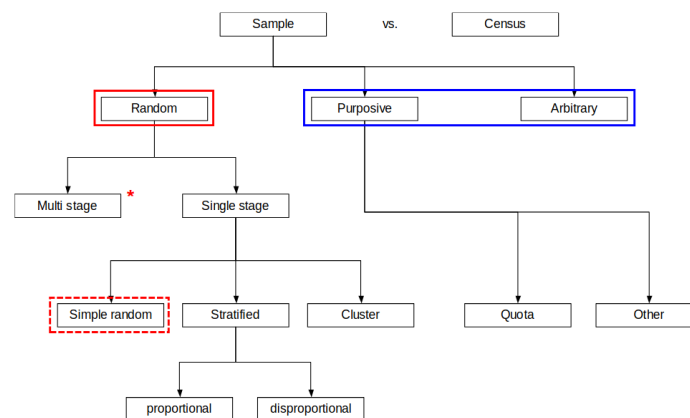 Sample vs. Census
Random Purposive Arbitrary
Multi stage * Single stage
Simple random Stratified Cluster Quota Other
proportional disproportional